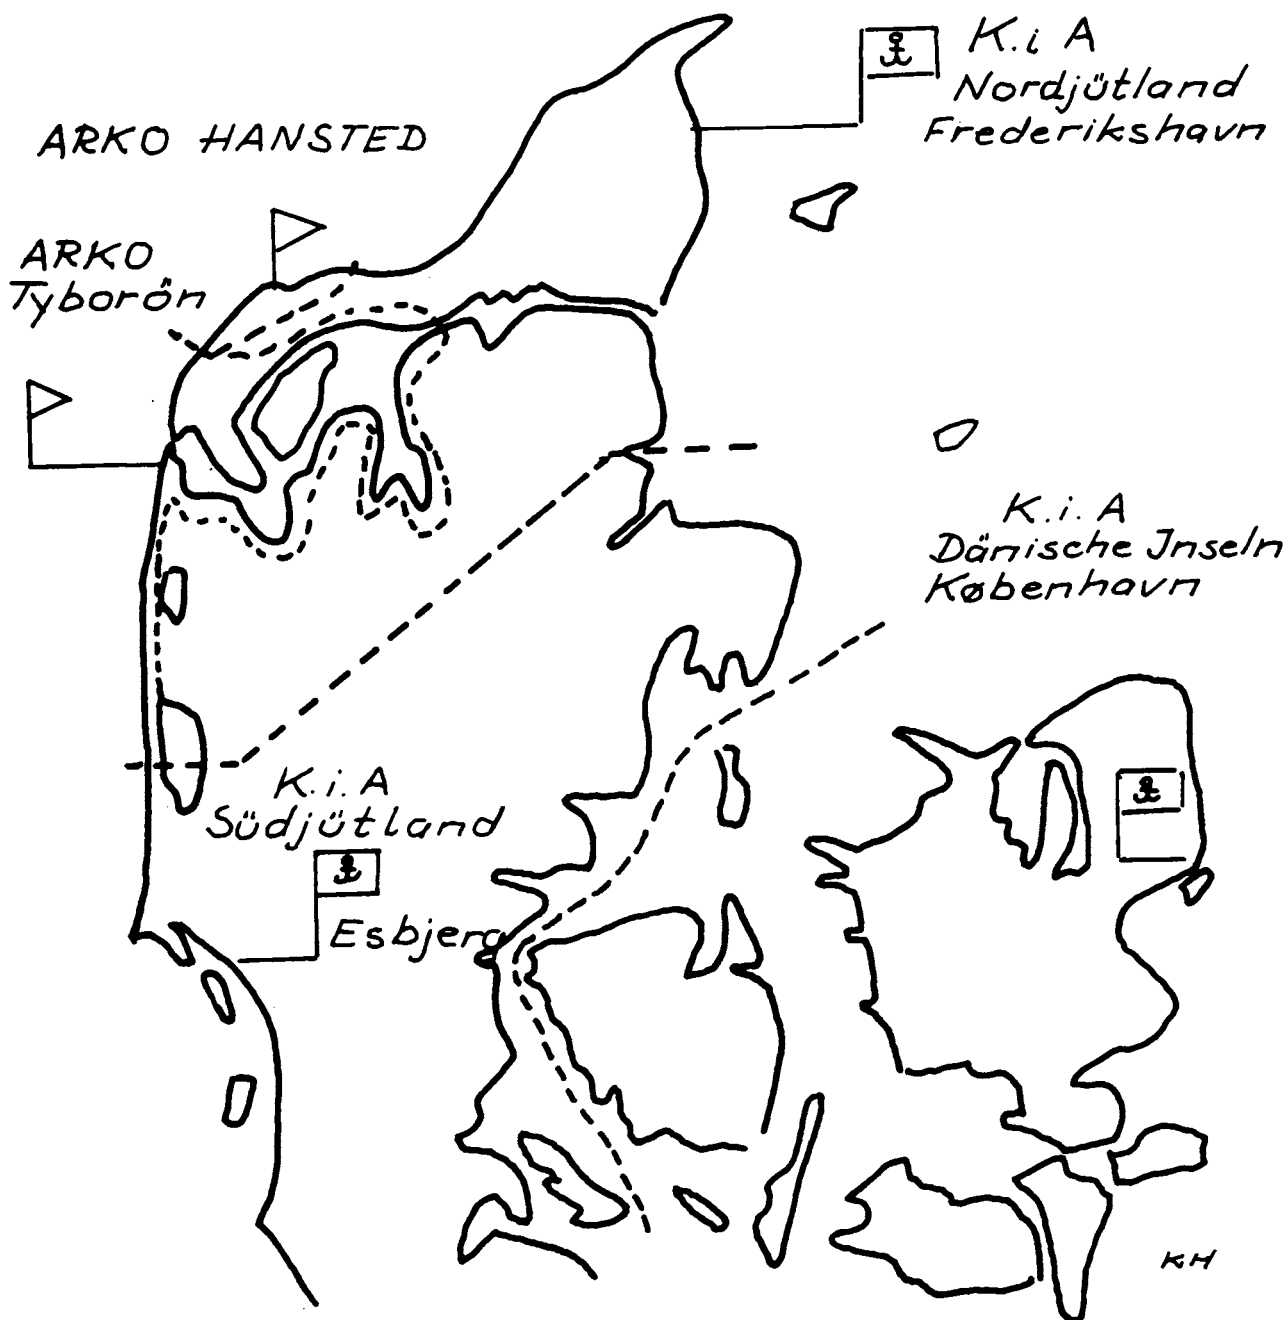 K.i A
Nordjütland
Frederikshavn
ARKO HANSTED
ARKO
Tyborön
K.i. A
Dänische Jnseln
København
K.i. A
Südjütland
Esbjerg
KH